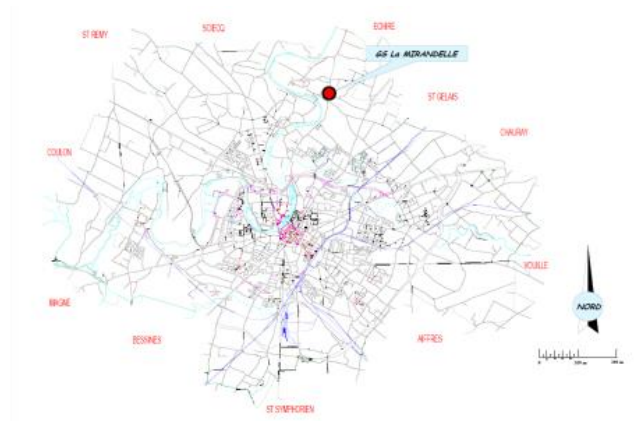 ST REMY
SCIECQ
ECHIRE
GS La MIRANDELLE
ST GELAIS
CHAURAY
COULON
VOUILLE
MAGNE
NORD
BESSINES
AIFFRES
ST SYMPHORIEN